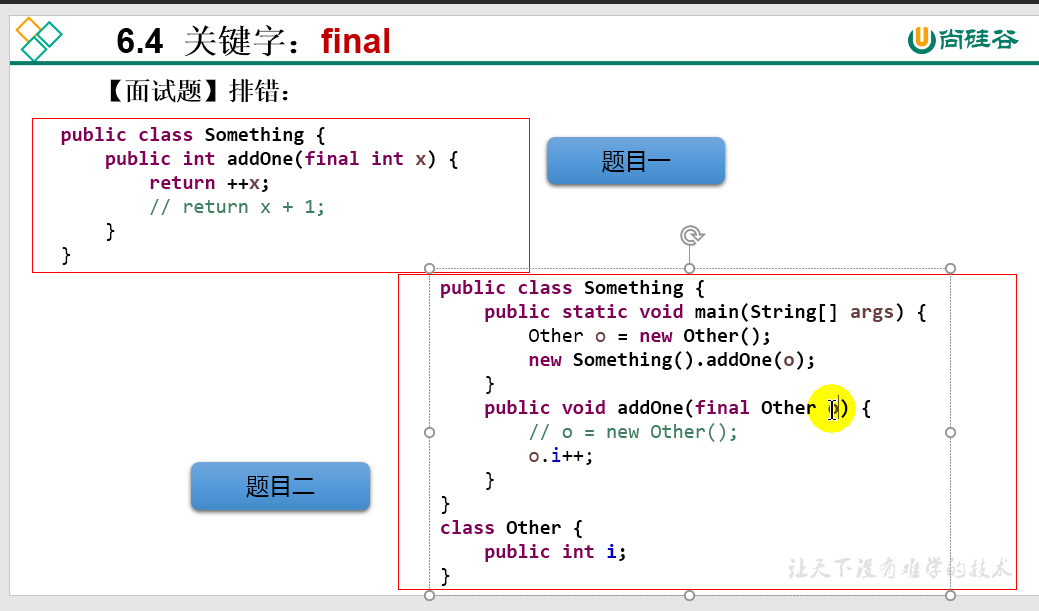 6.4 关键字：final
尚硅谷
【面试题】排错：
public class Something {
public int addOne(final int x) {
return ++x;
// return x + 1;
}
}
题目一
public class Something {
public static void main(String[] args) {
Other o = new Other();
new Something().addOne(o);
}
public void addOne(final Other o) {
// o = new Other();
o.i++;
}
}
class Other {
public int i;
}
题目二
让天下没有难学的技术